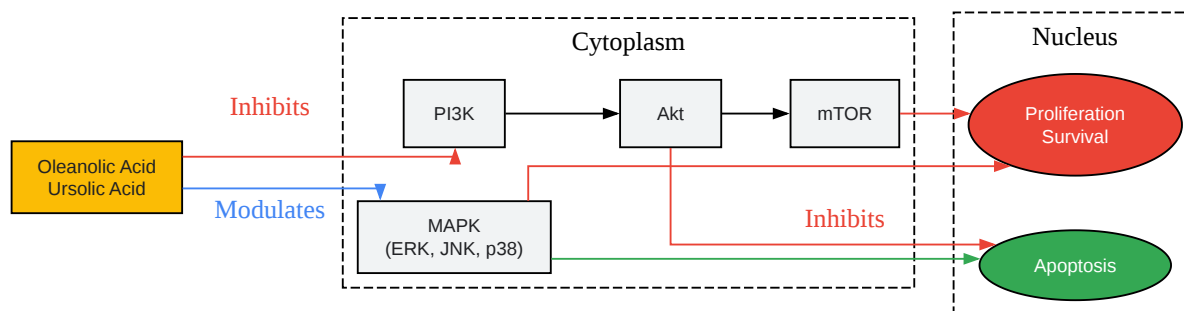 Cytoplasm
Nucleus
Inhibits
PI3K
Akt
mTOR
Proliferation
Survival
Oleanolic Acid
Ursolic Acid
Modulates
MAPK
(ERK, JNK, p38)
Inhibits
Apoptosis